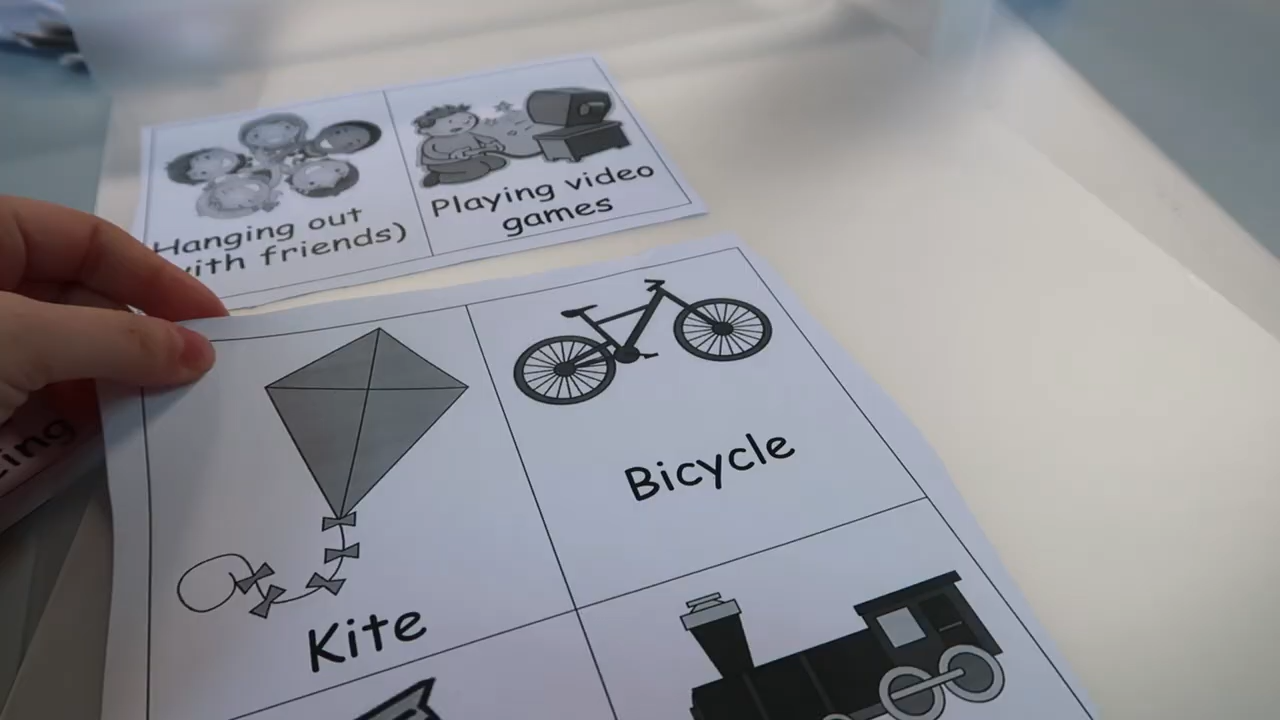 Hanging out
with friends)
Playing video
games
Bicycle
Kite